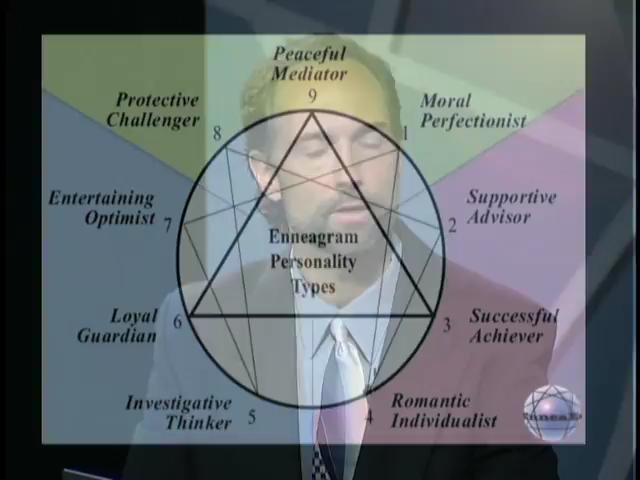 Peaceful
Mediator
9
Protective
Challenger
8
Moral
Perfectionist
1
Entertaining
Optimist
7
Supportive
Advisor
2
Enneagram
Personality
Types
Loyal
Guardian
6
Successful
Achiever
3
Investigative
Thinker
5
Romantic
Individualist
4